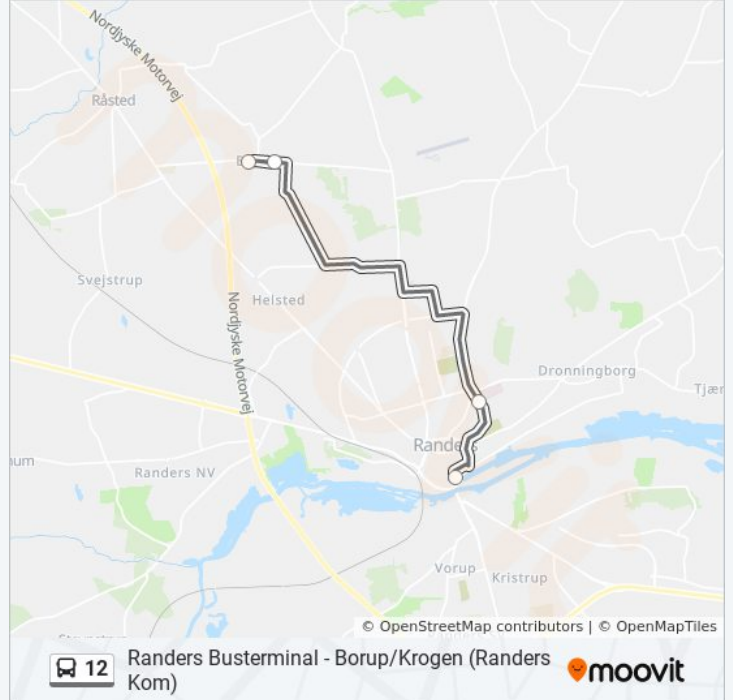 Nordjyske Motorvej
Råsted
Svejstrup
Helsted
Nordjyske Motorvej
Dronningborg
Tjær
Randers
um
Randers NV
Vorup
Kristrup
© OpenStreetMap contributors | © OpenMapTiles
12
Randers Busterminal - Borup/Krogen (Randers
Kom)
moovit